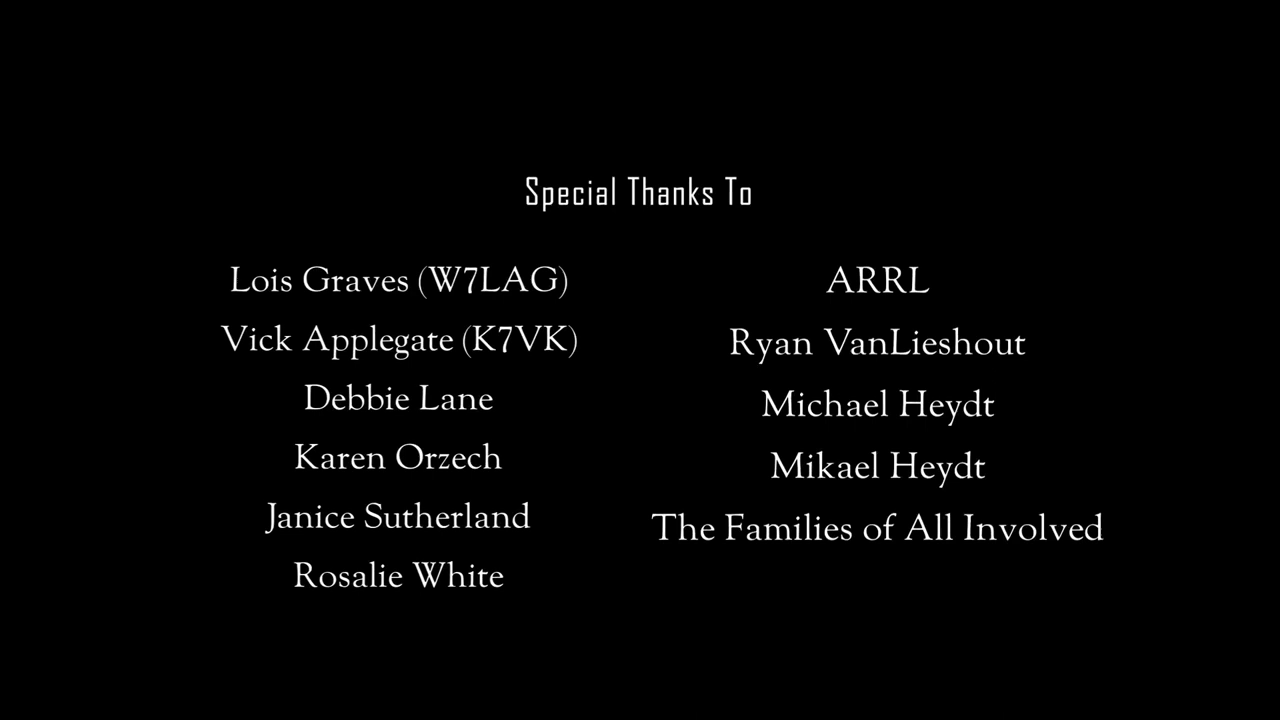 Special Thanks To
Lois Graves (W7LAG)
Vick Applegate (K7VK)
Debbie Lane
Karen Orzech
Janice Sutherland
Rosalie White
ARRL
Ryan VanLieshout
Michael Heydt
Mikael Heydt
The Families of All Involved